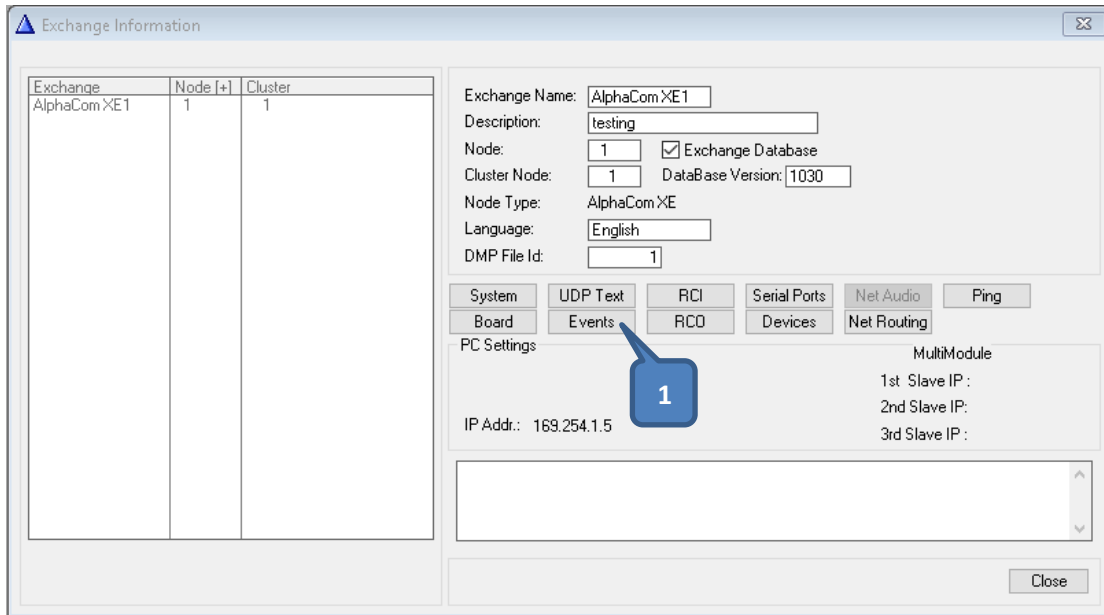 Exchange Information
Exchange Node [+] Cluster
AlphaCom XE1 1 1
Exchange Name: AlphaCom XE1
Description: testing
Node: 1 Exchange Database
Cluster Node: 1 DataBase Version: 1030
Node Type: AlphaCom XE
Language: English
DMP File Id: 1
System UDP Text RCI Serial Ports Net Audio Ping
Board Events RCO Devices Net Routing
PC Settings
MultiModule
1st Slave IP :
1
2nd Slave IP:
IP Addr.: 169.254.1.5
3rd Slave IP :
Close